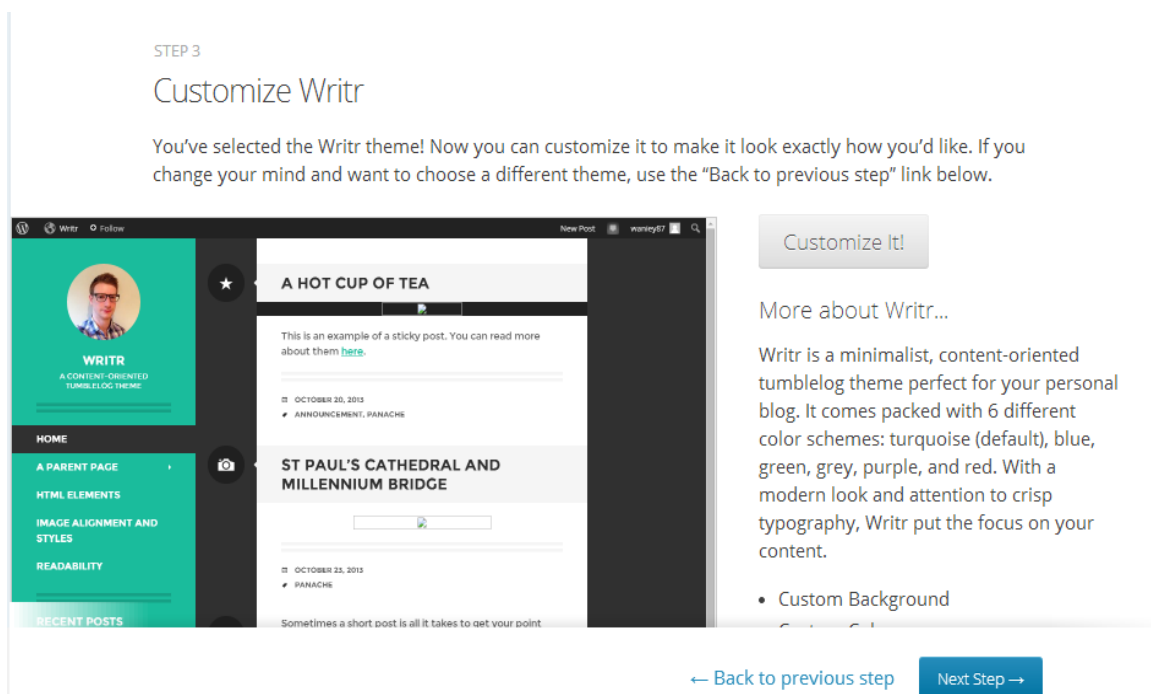 STEP 3
Customize Writr
You've selected the Writr theme! Now you can customize it to make it look exactly how you'd like. If you
change your mind and want to choose a different theme, use the “Back to previous step” link below.
Writr Follow New Post waniey87
WRITR
A CONTENT-ORIENTED
TUMBLELOG THEME
HOME
A PARENT PAGE
HTML ELEMENTS
IMAGE ALIGNMENT AND
STYLES
READABILITY
RECENT POSTS
A HOT CUP OF TEA
This is an example of a sticky post. You can read more
about them here.
OCTOBER 20, 2013
ANNOUNCEMENT, PANACHE
ST PAUL'S CATHEDRAL AND
MILLENNIUM BRIDGE
OCTOBER 23, 2013
PANACHE
Sometimes a short post is all it takes to get your point
Customize It!
More about Writr...
Writr is a minimalist, content-oriented
tumblelog theme perfect for your personal
blog. It comes packed with 6 different
color schemes: turquoise (default), blue,
green, grey, purple, and red. With a
modern look and attention to crisp
typography, Writr put the focus on your
content.
• Custom Background
← Back to previous step
Next Step →